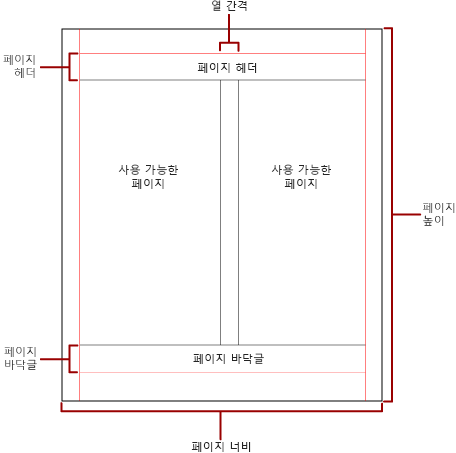 열 간격
페이지
헤더
페이지 헤더
사용 가능한
페이지
사용 가능한
페이지
페이지
높이
페이지
바닥글
페이지 바닥글
페이지 너비